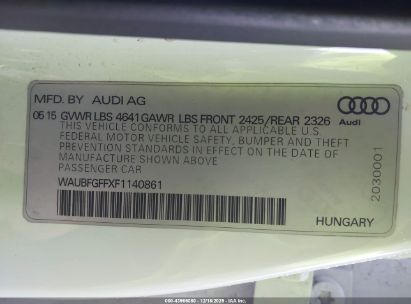 MFD. BY AUDI AG
05 15 GVWR LBS 4641 GAWR LBS FRONT 2425/REAR 2326
THIS VEHICLE CONFORMS TO ALL APPLICABLE U.S.
FEDERAL MOTOR VEHICLE SAFETY, BUMPER AND THEFT
PREVENTION STANDARDS IN EFFECT ON THE DATE
OF MANUFACTURE SHOWN ABOVE
PASSENGER CAR
WAUBFGFFXF1140861
Audi
2030001
HUNGARY